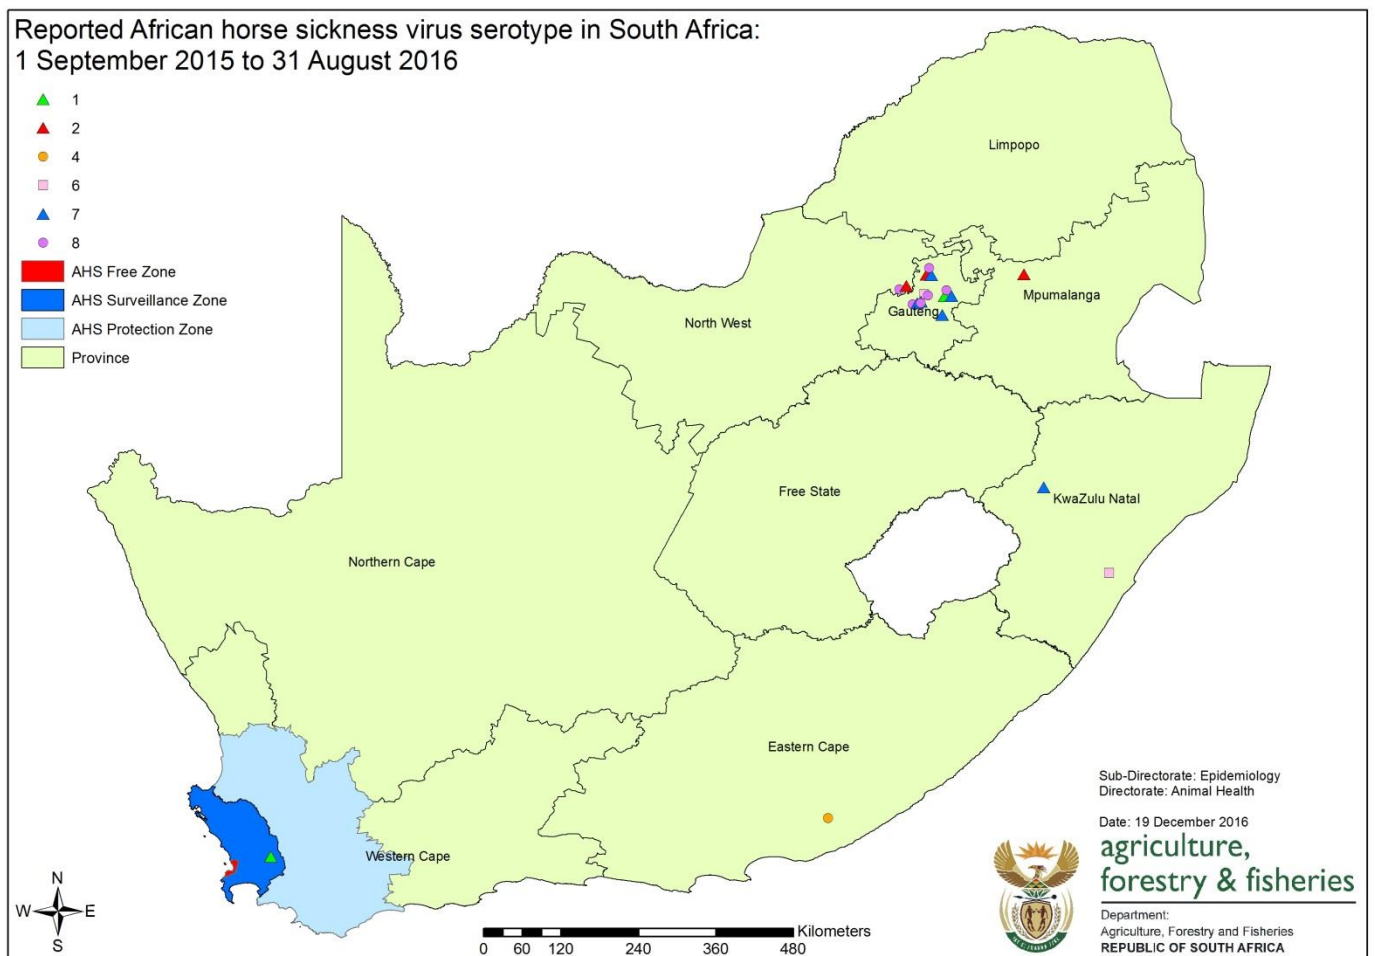 Reported African horse sickness virus serotype in South Africa:
1 September 2015 to 31 August 2016
1
2
4
6
7
8
AHS Free Zone
AHS Surveillance Zone
AHS Protection Zone
Province
Limpopo
Mpumalanga
North West
Gauteng
Free State
KwaZulu Natal
Northern Cape
Eastern Cape
Western Cape
N
W E
S
0 60 120 240 360 480
Kilometers
Sub-Directorate: Epidemiology
Directorate: Animal Health
Date: 19 December 2016
agriculture,
forestry & fisheries
Department:
Agriculture, Forestry and Fisheries
REPUBLIC OF SOUTH AFRICA